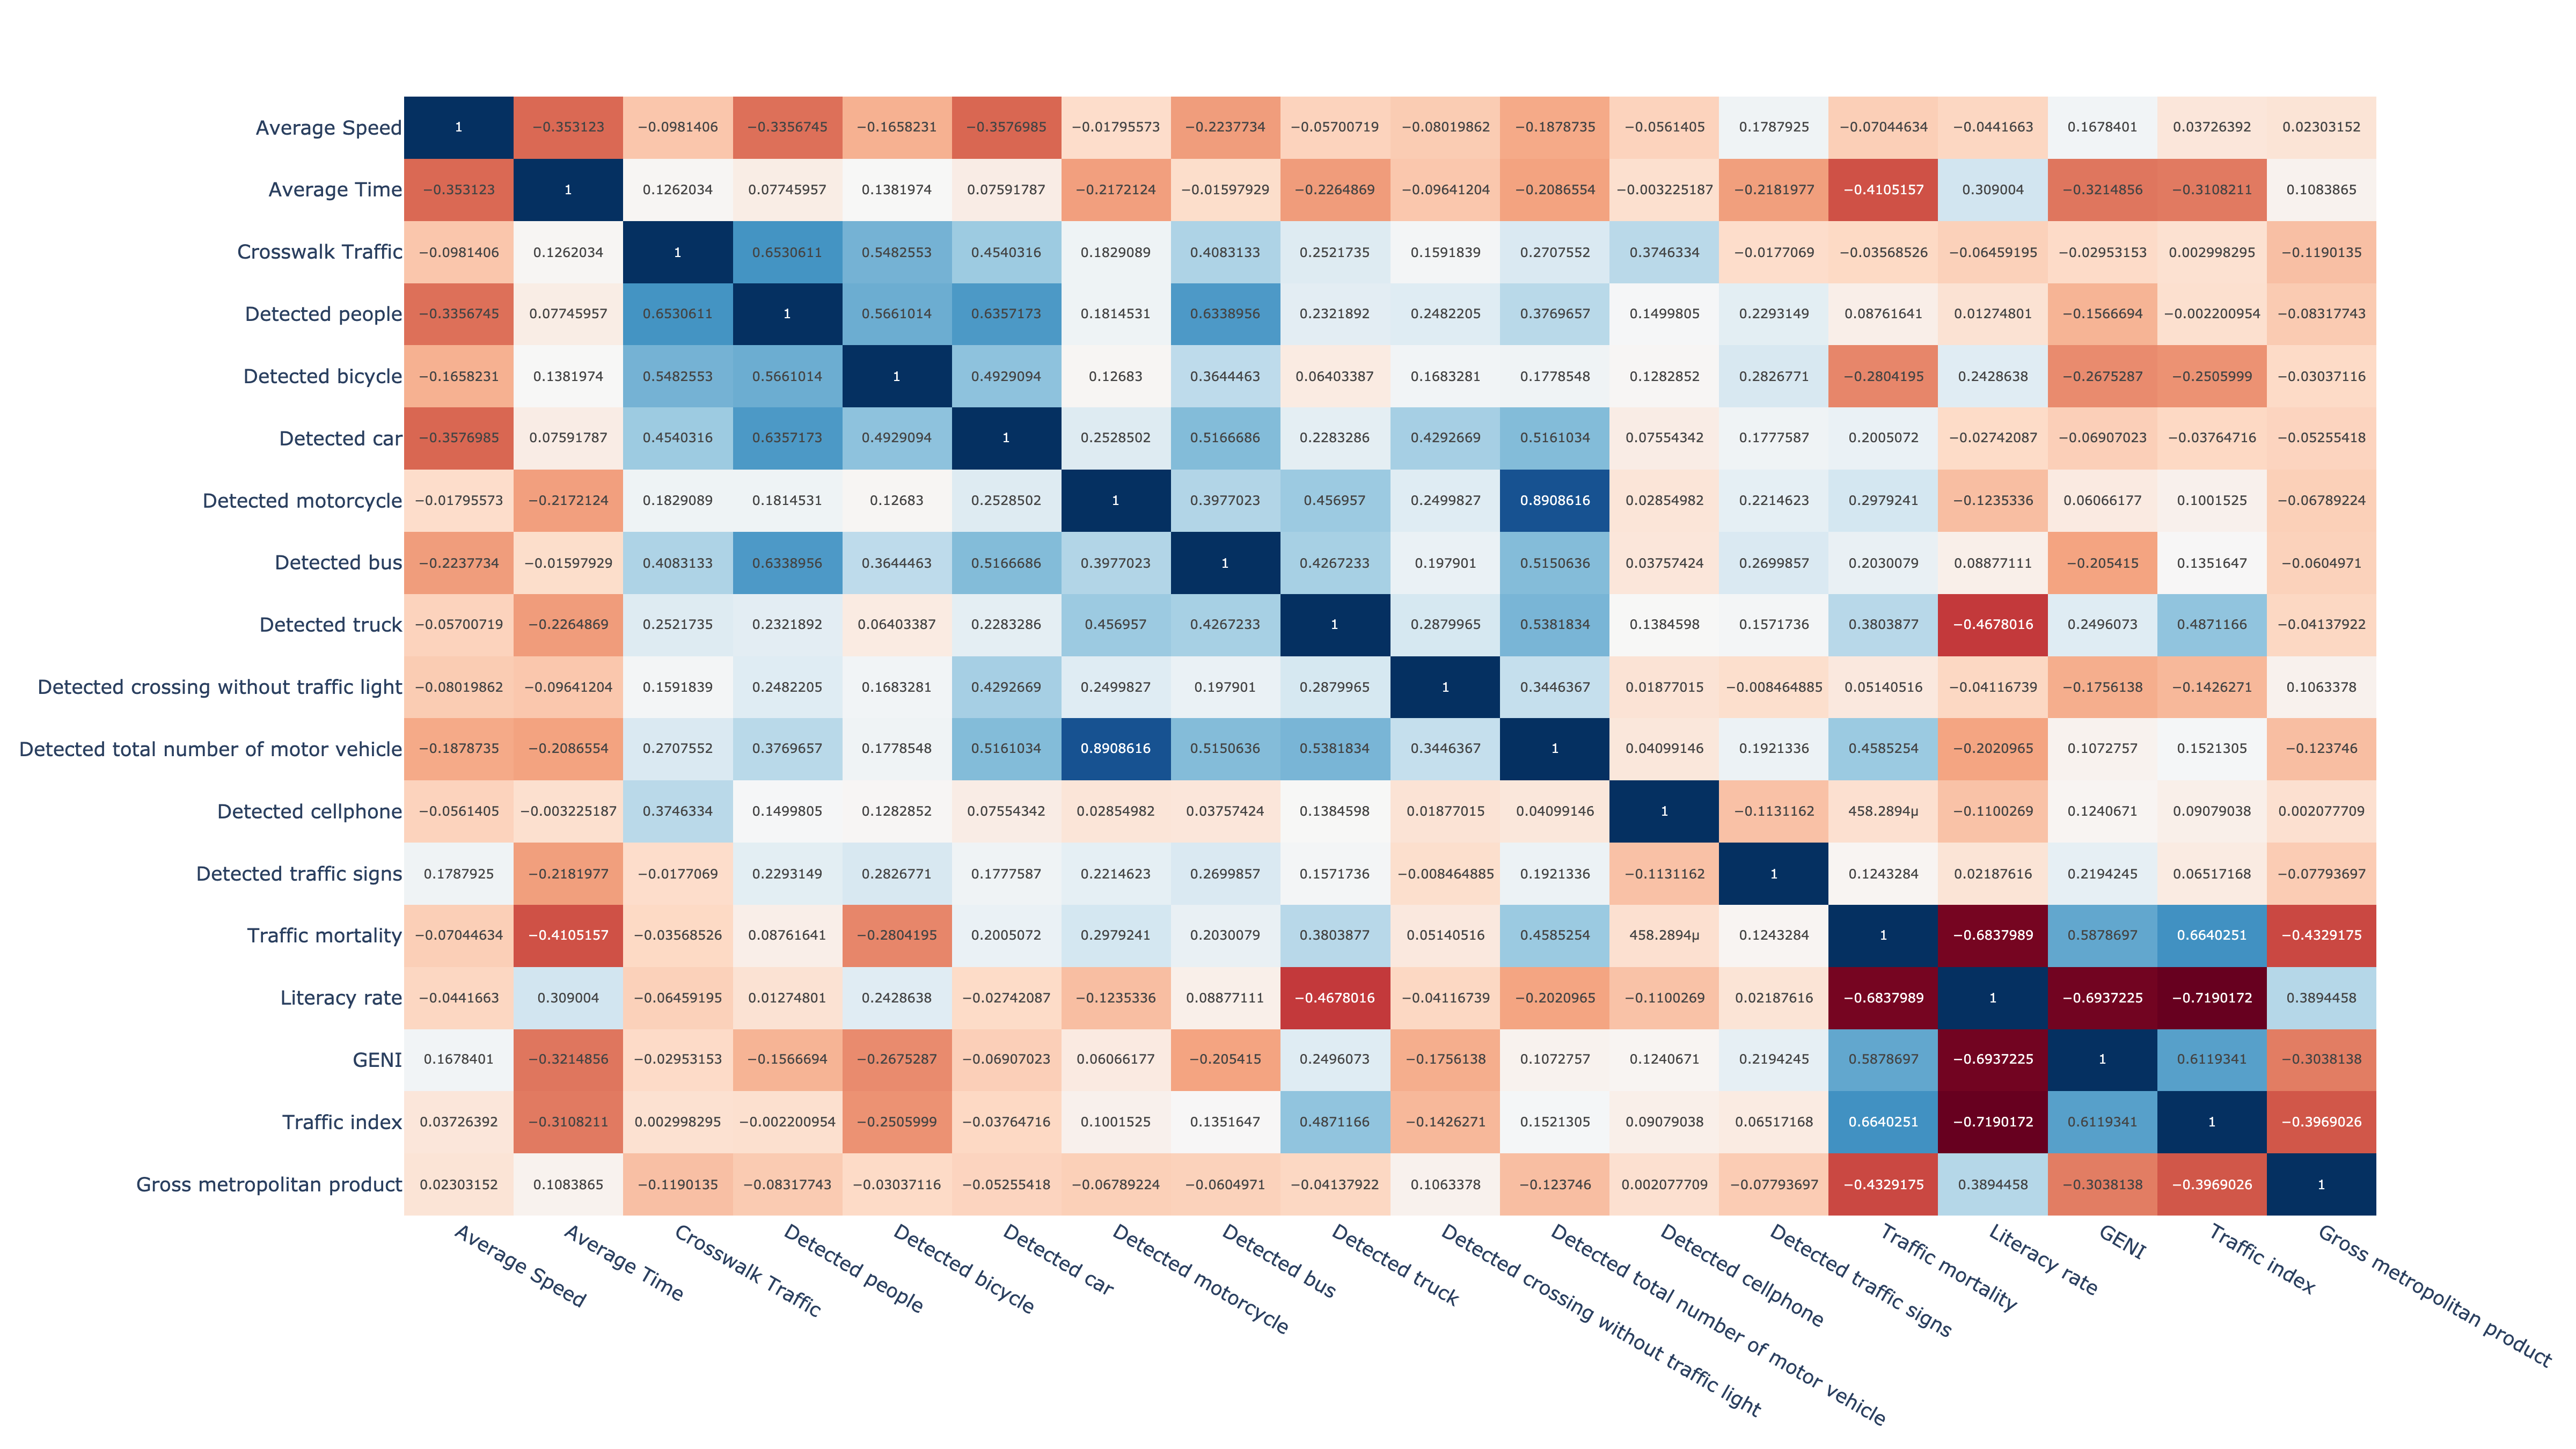 Average Speed 1 −0.353123 −0.0981406 −0.3356745 −0.1658231 −0.3576985 −0.01795573 −0.2237734 −0.05700719 −0.08019862 −0.1878735 −0.0561405 0.1787925 −0.07044634 −0.0441663 0.1678401 0.03726392 0.02303152
Average Time −0.353123 1 0.1262034 0.07745957 0.1381974 0.07591787 −0.2172124 −0.01597929 −0.2264869 −0.09641204 −0.2086554 −0.003225187 −0.2181977 −0.4105157 0.309004 −0.3214856 −0.3108211 0.1083865
Crosswalk Traffic −0.0981406 0.1262034 1 0.6530611 0.5482553 0.4540316 0.1829089 0.4083133 0.2521735 0.1591839 0.2707552 0.3746334 −0.0177069 −0.03568526 −0.06459195 −0.02953153 0.002998295 −0.1190135
Detected people −0.3356745 0.07745957 0.6530611 1 0.5661014 0.6357173 0.1814531 0.6338956 0.2321892 0.2482205 0.3769657 0.1499805 0.2293149 0.08761641 0.01274801 −0.1566694 −0.002200954 −0.08317743
Detected bicycle −0.1658231 0.1381974 0.5482553 0.5661014 1 0.4929094 0.12683 0.3644463 0.06403387 0.1683281 0.1778548 0.1282852 0.2826771 −0.2804195 0.2428638 −0.2675287 −0.2505999 −0.03037116
Detected car −0.3576985 0.07591787 0.4540316 0.6357173 0.4929094 1 0.2528502 0.5166686 0.2283286 0.4292669 0.5161034 0.07554342 0.1777587 0.2005072 −0.02742087 −0.06907023 −0.03764716 −0.05255418
Detected motorcycle −0.01795573 −0.2172124 0.1829089 0.1814531 0.12683 0.2528502 1 0.3977023 0.456957 0.2499827 0.8908616 0.02854982 0.2214623 0.2979241 −0.1235336 0.06066177 0.1001525 −0.06789224
Detected bus −0.2237734 −0.01597929 0.4083133 0.6338956 0.3644463 0.5166686 0.3977023 1 0.4267233 0.197901 0.5150636 0.03757424 0.2699857 0.2030079 0.08877111 −0.205415 0.1351647 −0.0604971
Detected truck −0.05700719 −0.2264869 0.2521735 0.2321892 0.06403387 0.2283286 0.456957 0.4267233 1 0.2879965 0.5381834 0.1384598 0.1571736 0.3803877 −0.4678016 0.2496073 0.4871166 −0.04137922
Detected crossing without traffic light −0.08019862 −0.09641204 0.1591839 0.2482205 0.1683281 0.4292669 0.2499827 0.197901 0.2879965 1 0.3446367 0.01877015 −0.008464885 0.05140516 −0.04116739 −0.1756138 −0.1426271 0.1063378
Detected total number of motor vehicle −0.1878735 −0.2086554 0.2707552 0.3769657 0.1778548 0.5161034 0.8908616 0.5150636 0.5381834 0.3446367 1 0.04099146 0.1921336 0.4585254 −0.2020965 0.1072757 0.1521305 −0.123746
Detected cellphone −0.0561405 −0.003225187 0.3746334 0.1499805 0.1282852 0.07554342 0.02854982 0.03757424 0.1384598 0.01877015 0.04099146 1 −0.1131162 458.2894μ −0.1100269 0.1240671 0.09079038 0.002077709
Detected traffic signs 0.1787925 −0.2181977 −0.0177069 0.2293149 0.2826771 0.1777587 0.2214623 0.2699857 0.1571736 −0.008464885 0.1921336 −0.1131162 1 0.1243284 0.02187616 0.2194245 0.06517168 −0.07793697
Traffic mortality −0.07044634 −0.4105157 −0.03568526 0.08761641 −0.2804195 0.2005072 0.2979241 0.2030079 0.3803877 0.05140516 0.4585254 458.2894μ 0.1243284 1 −0.6837989 0.5878697 0.6640251 −0.4329175
Literacy rate −0.0441663 0.309004 −0.06459195 0.01274801 0.2428638 −0.02742087 −0.1235336 0.08877111 −0.4678016 −0.04116739 −0.2020965 −0.1100269 0.02187616 −0.6837989 1 −0.6937225 −0.7190172 0.3894458
GENI 0.1678401 −0.3214856 −0.02953153 −0.1566694 −0.2675287 −0.06907023 0.06066177 −0.205415 0.2496073 −0.1756138 0.1072757 0.1240671 0.2194245 0.5878697 −0.6937225 1 0.6119341 −0.3038138
Traffic index 0.03726392 −0.3108211 0.002998295 −0.002200954 −0.2505999 −0.03764716 0.1001525 0.1351647 0.4871166 −0.1426271 0.1521305 0.09079038 0.06517168 0.6640251 −0.7190172 0.6119341 1 −0.3969026
Gross metropolitan product 0.02303152 0.1083865 −0.1190135 −0.08317743 −0.03037116 −0.05255418 −0.06789224 −0.0604971 −0.04137922 0.1063378 −0.123746 0.002077709 −0.07793697 −0.4329175 0.3894458 −0.3038138 −0.3969026 1
Average Speed
Average Time
Crosswalk Traffic
Detected people
Detected bicycle
Detected car
Detected motorcycle
Detected bus
Detected truck
Detected crossing without traffic light
Detected total number of motor vehicle
Detected cellphone
Detected traffic signs
Traffic mortality
Literacy rate
GENI
Traffic index
Gross metropolitan product